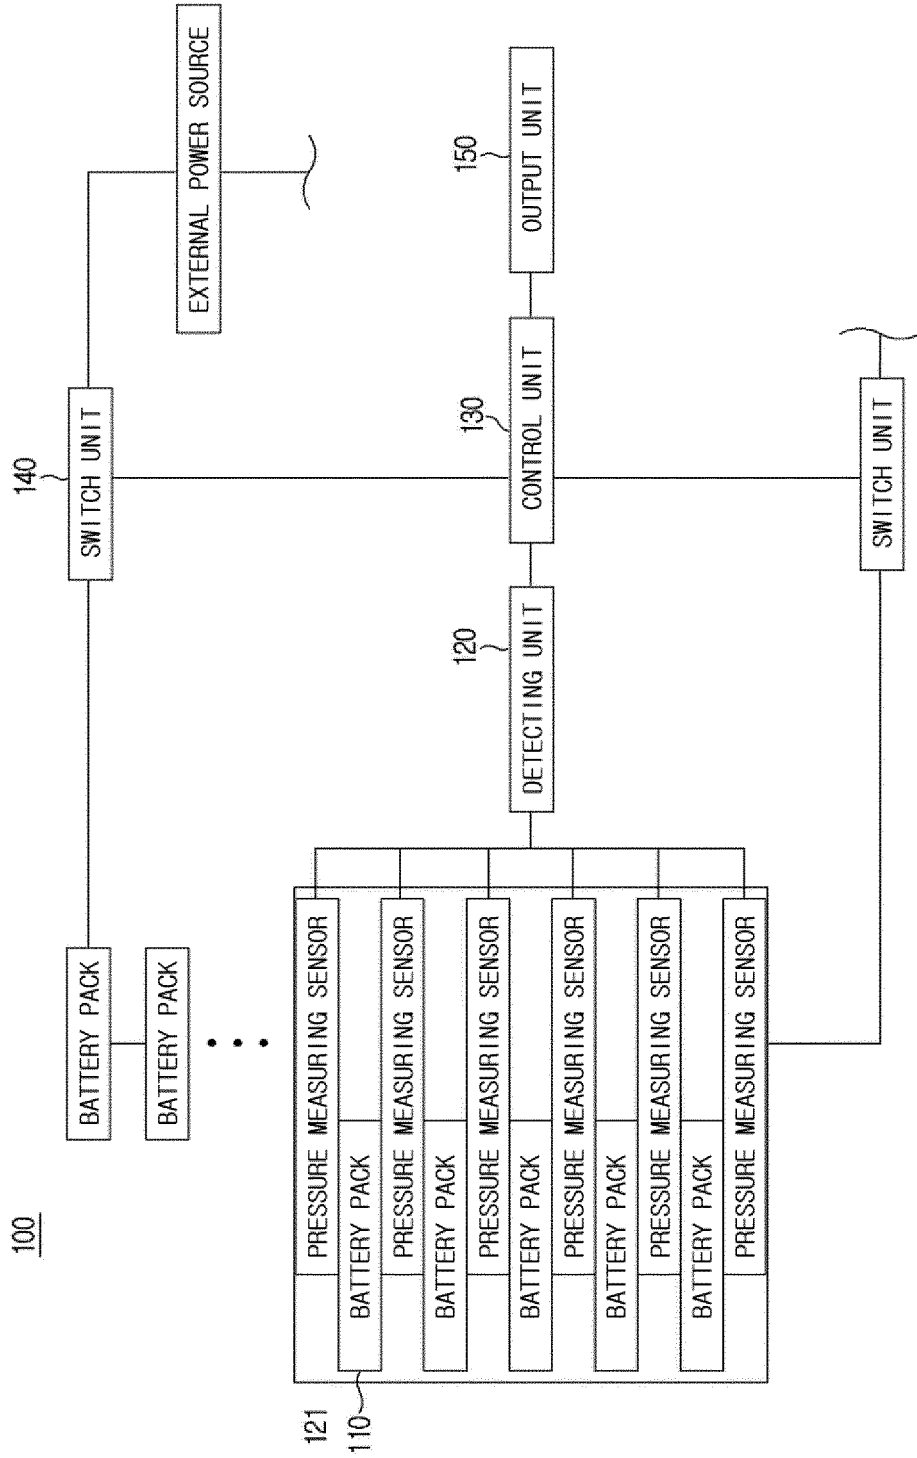 100
140
SWITCH UNIT
BATTERY PACK
BATTERY PACK
EXTERNAL POWER SOURCE
121
110
PRESSURE MEASURING SENSOR
BATTERY PACK
PRESSURE MEASURING SENSOR
BATTERY PACK
PRESSURE MEASURING SENSOR
BATTERY PACK
PRESSURE MEASURING SENSOR
BATTERY PACK
PRESSURE MEASURING SENSOR
BATTERY PACK
PRESSURE MEASURING SENSOR
120
DETECTING UNIT
130
CONTROL UNIT
150
OUTPUT UNIT
SWITCH UNIT